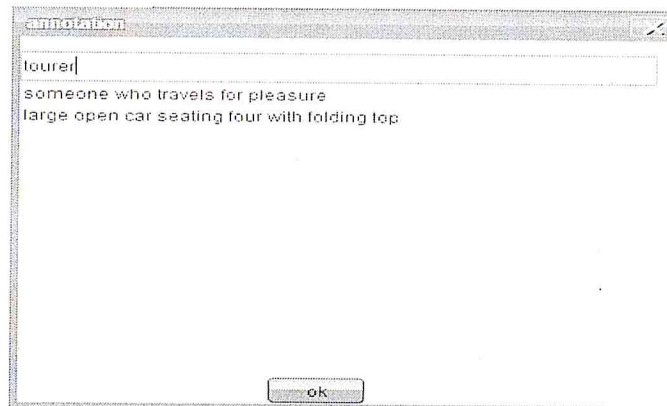 annotation
tourer
someone who travels for pleasure
large open car seating four with folding top
ok